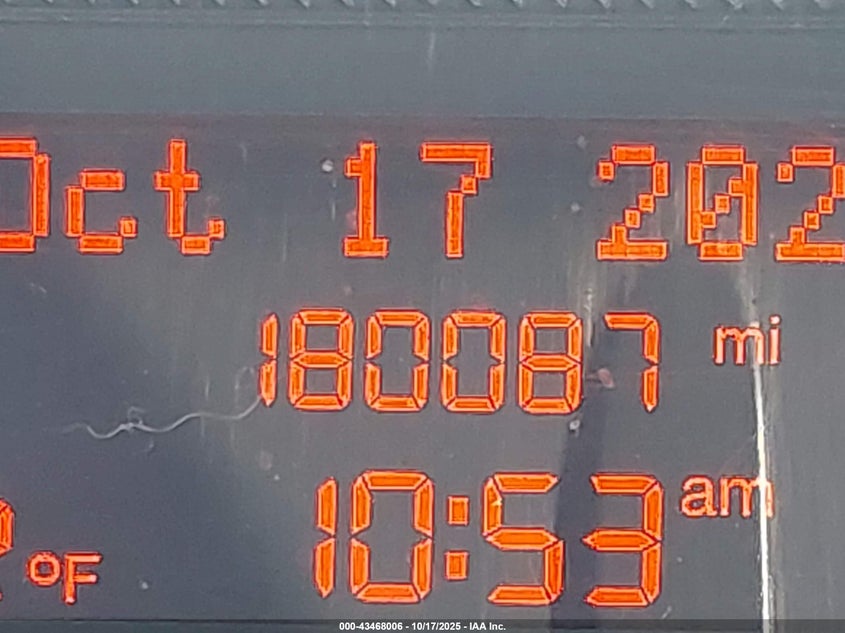 Oct 17 202
180087 mi
10:53 am
°F
000-43468006 - 10/17/2025 - IAA Inc.